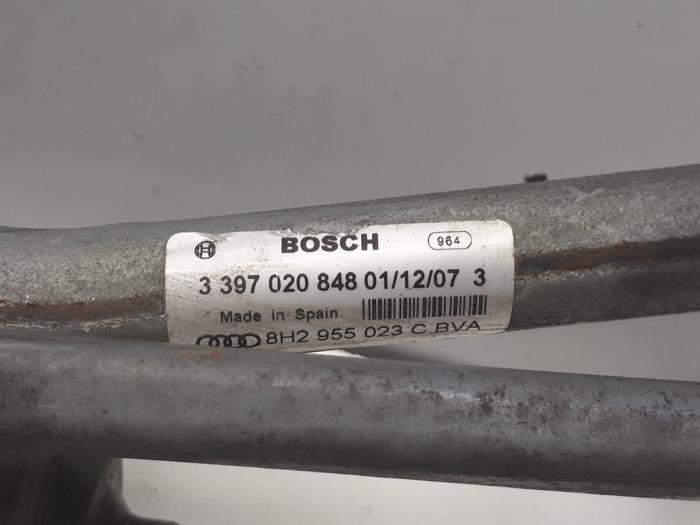 BOSCH 964
3 397 020 848 01/12/07 3
Made in Spain
8H2 955 023 C BVA